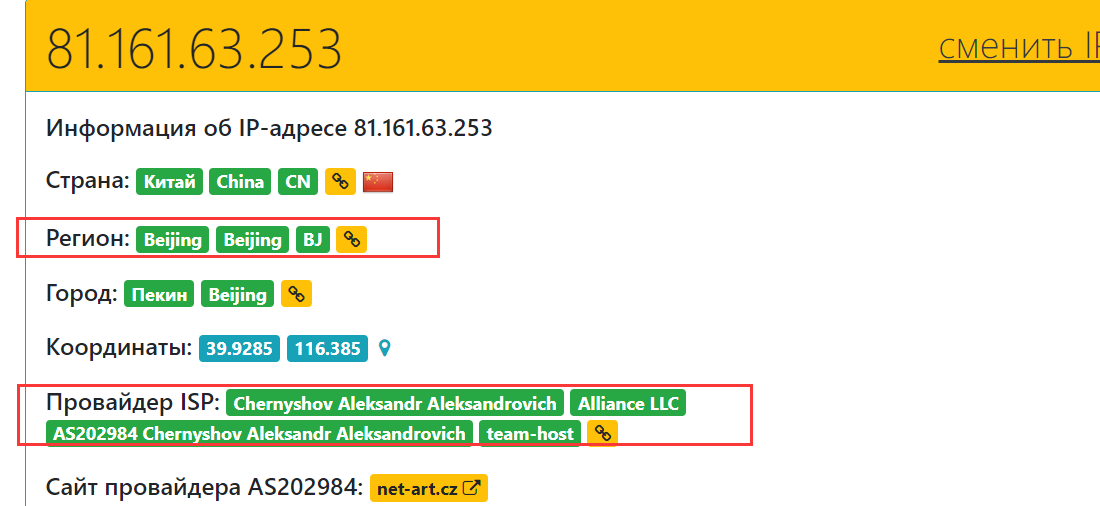 81.161.63.253
сменить IP
Информация об IP-адресе 81.161.63.253
Страна: Китай China CN
Регион: Beijing Beijing BJ
Город: Пекин Beijing
Координаты: 39.9285 116.385
Провайдер ISP: Chernyshov Aleksandr Aleksandrovich Alliance LLC
AS202984 Chernyshov Aleksandr Aleksandrovich team-host
Сайт провайдера AS202984: net-art.cz